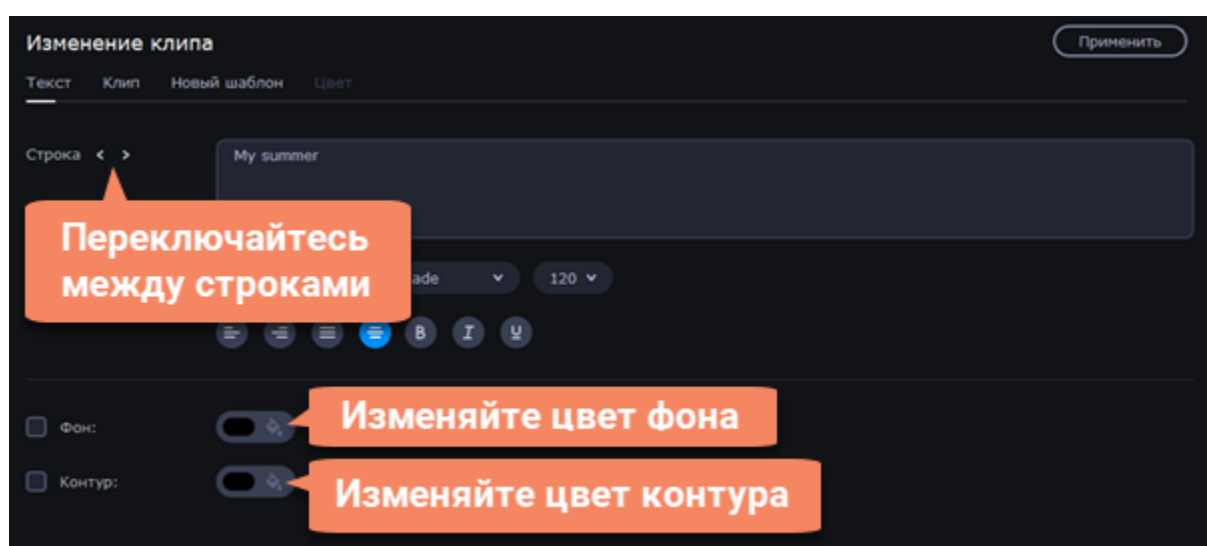 Изменение клипа
Применить
Текст Клип Новый шаблон Цвет
Строка < >
My summer
Переключайтесь
между строками
ade 120
B I U
Фон:
Изменяйте цвет фона
Контур:
Изменяйте цвет контура